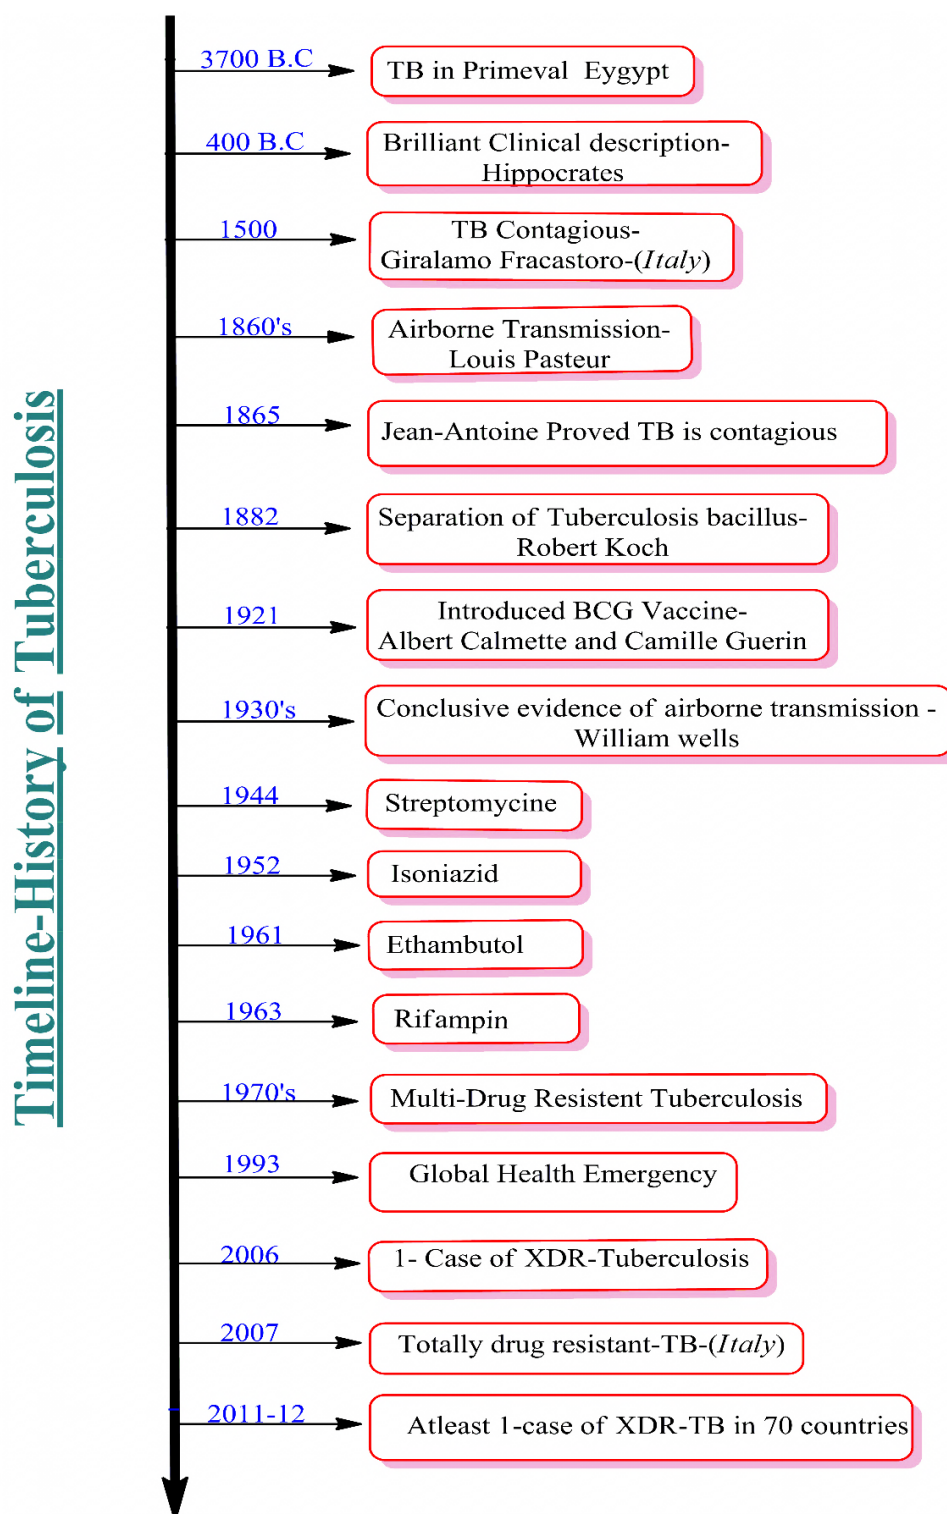 Timeline-History of Tuberculosis
3700 B.C
TB in Primeval Eygypt
400 B.C
Brilliant Clinical description-
Hippocrates
1500
TB Contagious-
Giralamo Fracastoro-(Italy)
1860's
Airborne Transmission-
Louis Pasteur
1865
Jean-Antoine Proved TB is contagious
1882
Separation of Tuberculosis bacillus-
Robert Koch
1921
Introduced BCG Vaccine-
Albert Calmette and Camille Guerin
1930's
Conclusive evidence of airborne transmission -
William wells
1944
Streptomycine
1952
Isoniazid
1961
Ethambutol
1963
Rifampin
1970's
Multi-Drug Resistent Tuberculosis
1993
Global Health Emergency
2006
1- Case of XDR-Tuberculosis
2007
Totally drug resistant-TB-(Italy)
2011-12
Atleast 1-case of XDR-TB in 70 countries